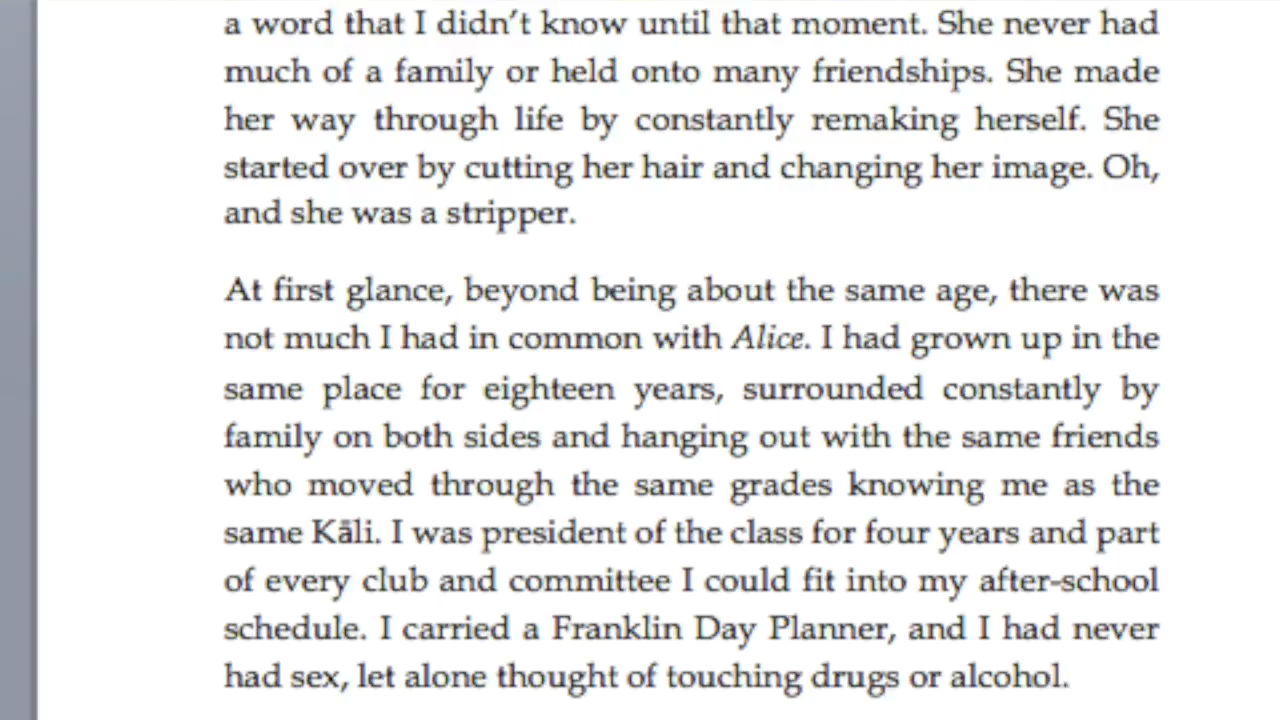 a word that I didn’t know until that moment. She never had
much of a family or held onto many friendships. She made
her way through life by constantly remaking herself. She
started over by cutting her hair and changing her image. Oh,
and she was a stripper.
At first glance, beyond being about the same age, there was
not much I had in common with Alice. I had grown up in the
same place for eighteen years, surrounded constantly by
family on both sides and hanging out with the same friends
who moved through the same grades knowing me as the
same Kāli. I was president of the class for four years and part
of every club and committee I could fit into my after-school
schedule. I carried a Franklin Day Planner, and I had never
had sex, let alone thought of touching drugs or alcohol.